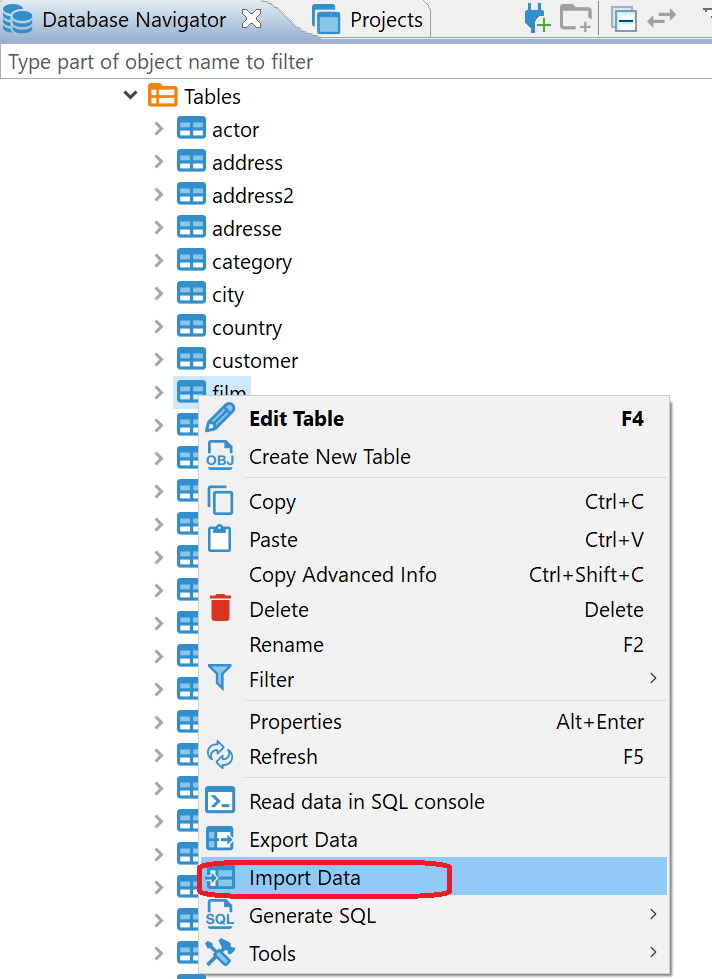 Database Navigator Projects
Type part of object name to filter
Tables
actor
address
address2
adresse
category
city
country
customer
film
Edit Table F4
OBJ Create New Table
Copy Ctrl+C
Paste Ctrl+V
Copy Advanced Info Ctrl+Shift+C
Delete Delete
Rename F2
Filter
Properties Alt+Enter
Refresh F5
Read data in SQL console
Export Data
Import Data
SQL Generate SQL
Tools